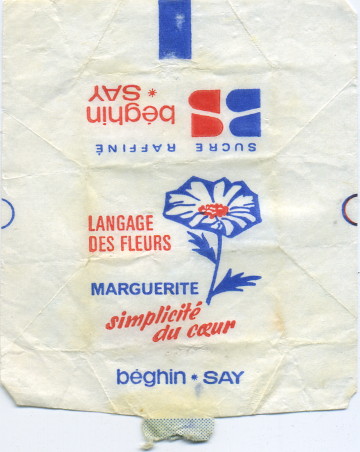 béghin
* SAY
SUCRE RAFFINÉ
LANGAGE
DES FLEURS
MARGUERITE
simplicité
du cœur
béghin * SAY